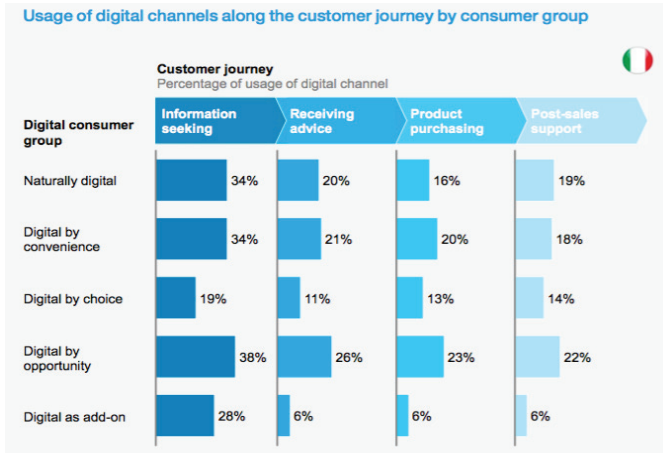 Usage of digital channels along the customer journey by consumer group
Customer journey
Percentage of usage of digital channel
Digital consumer
group
Information
seeking
Receiving
advice
Product
purchasing
Post-sales
support
Naturally digital
34%
20%
16%
19%
Digital by
convenience
34%
21%
20%
18%
Digital by choice
19%
11%
13%
14%
Digital by
opportunity
38%
26%
23%
22%
Digital as add-on
28%
6%
6%
6%